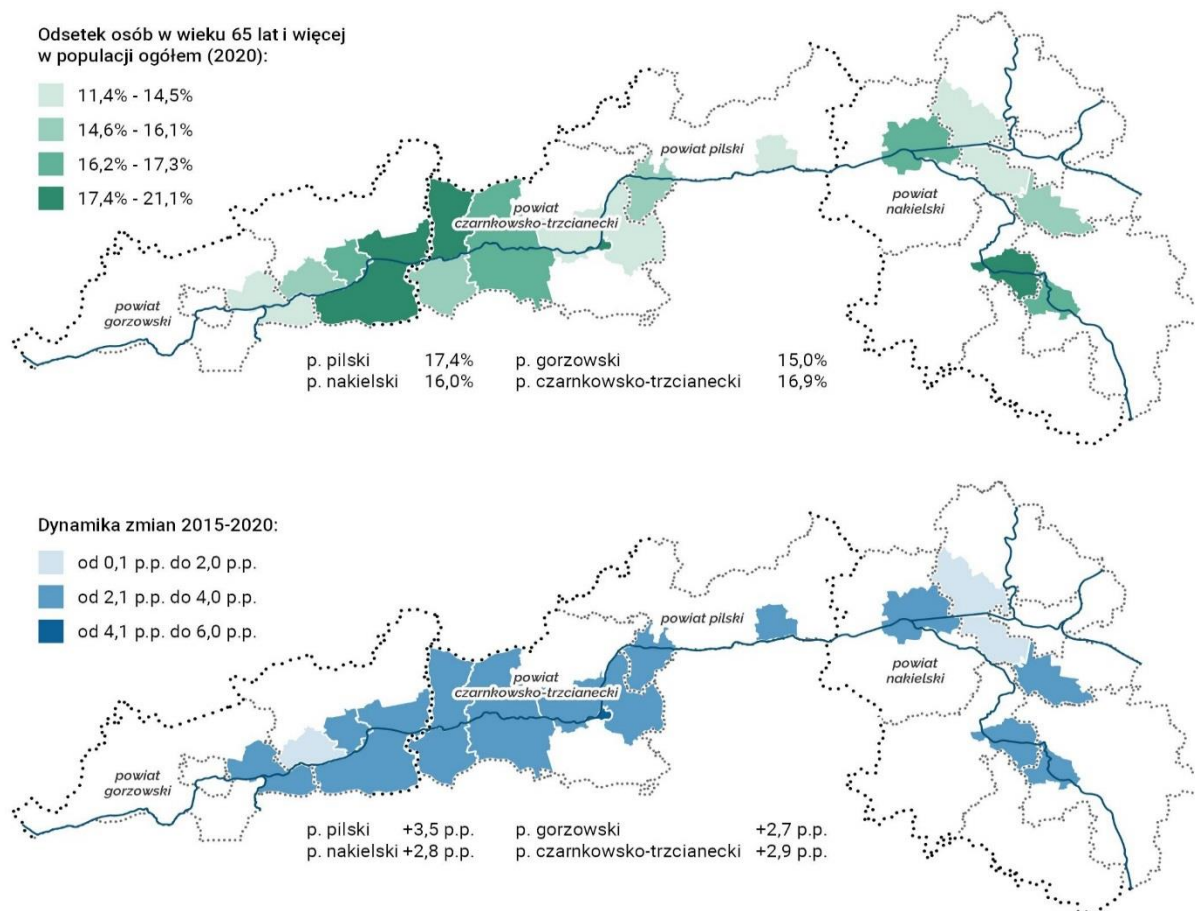 Odsetek osób w wieku 65 lat i więcej
w populacji ogółem (2020):
11,4% - 14,5%
14,6% - 16,1%
16,2% - 17,3%
17,4% - 21,1%
powiat pilski
powiat
czarnkowsko-trzcianecki
powiat
nakielski
powiat
gorzowski
p. pilski 17,4% p. gorzowski 15,0%
p. nakielski 16,0% p. czarnkowsko-trzcianecki 16,9%
Dynamika zmian 2015-2020:
od 0,1 p.p. do 2,0 p.p.
od 2,1 p.p. do 4,0 p.p.
od 4,1 p.p. do 6,0 p.p.
powiat pilski
powiat
czarnkowsko-trzcianecki
powiat
nakielski
powiat
gorzowski
p. pilski +3,5 p.p. p. gorzowski +2,7 p.p.
p. nakielski +2,8 p.p. p. czarnkowsko-trzcianecki +2,9 p.p.